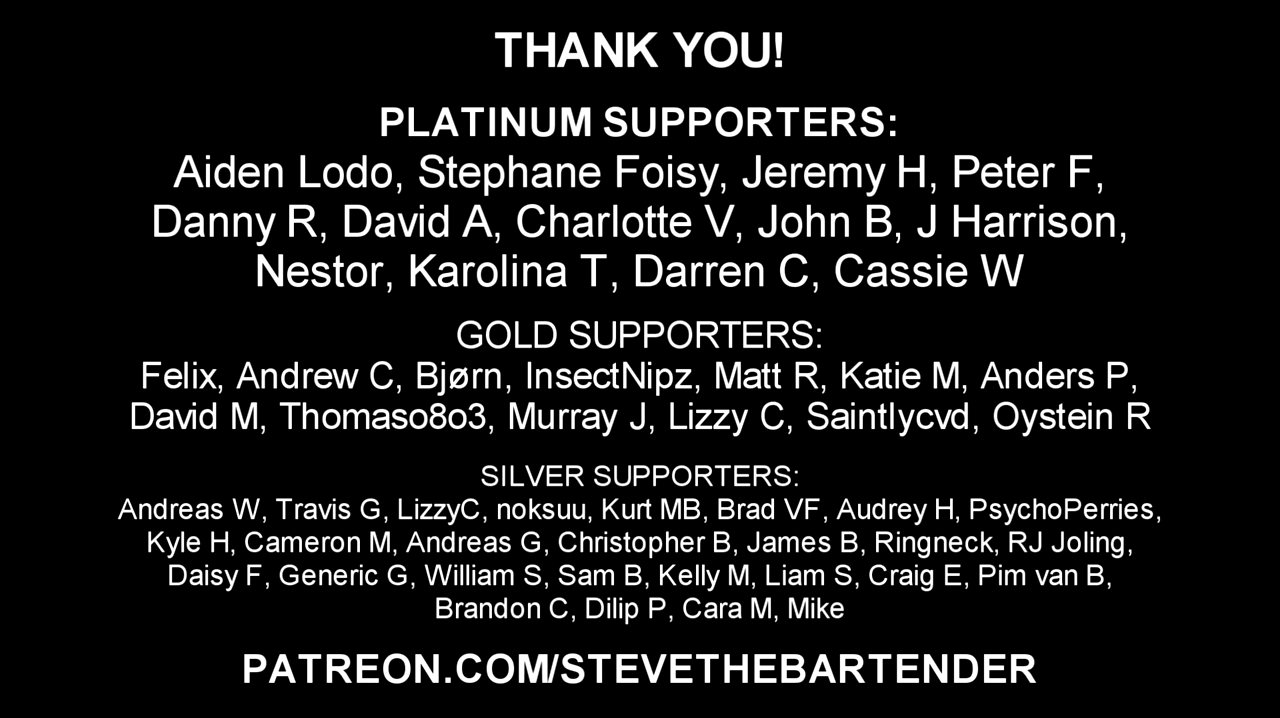 THANK YOU!
PLATINUM SUPPORTERS:
Aiden Lodo, Stephane Foisy, Jeremy H, Peter F,
Danny R, David A, Charlotte V, John B, J Harrison,
Nestor, Karolina T, Darren C, Cassie W
GOLD SUPPORTERS:
Felix, Andrew C, Bjørn, InsectNipz, Matt R, Katie M, Anders P,
David M, Thomaso8o3, Murray J, Lizzy C, Saintlycvd, Oystein R
SILVER SUPPORTERS:
Andreas W, Travis G, LizzyC, noksuu, Kurt MB, Brad VF, Audrey H, PsychoPerries,
Kyle H, Cameron M, Andreas G, Christopher B, James B, Ringneck, RJ Joling,
Daisy F, Generic G, William S, Sam B, Kelly M, Liam S, Craig E, Pim van B,
Brandon C, Dilip P, Cara M, Mike
PATREON.COM/STEVETHEBARTENDER